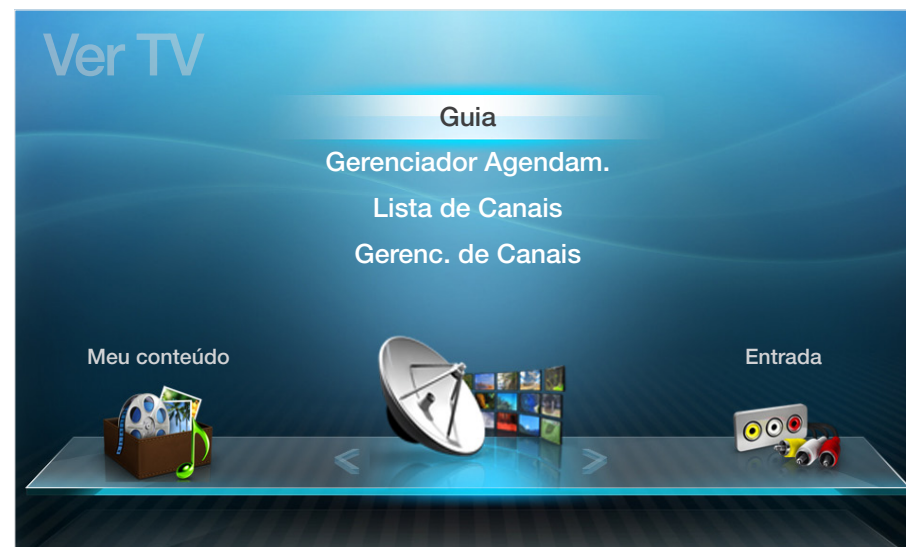 Ver TV
Guia
Gerenciador Agendam.
Lista de Canais
Gerenc. de Canais
Meu conteúdo
Entrada